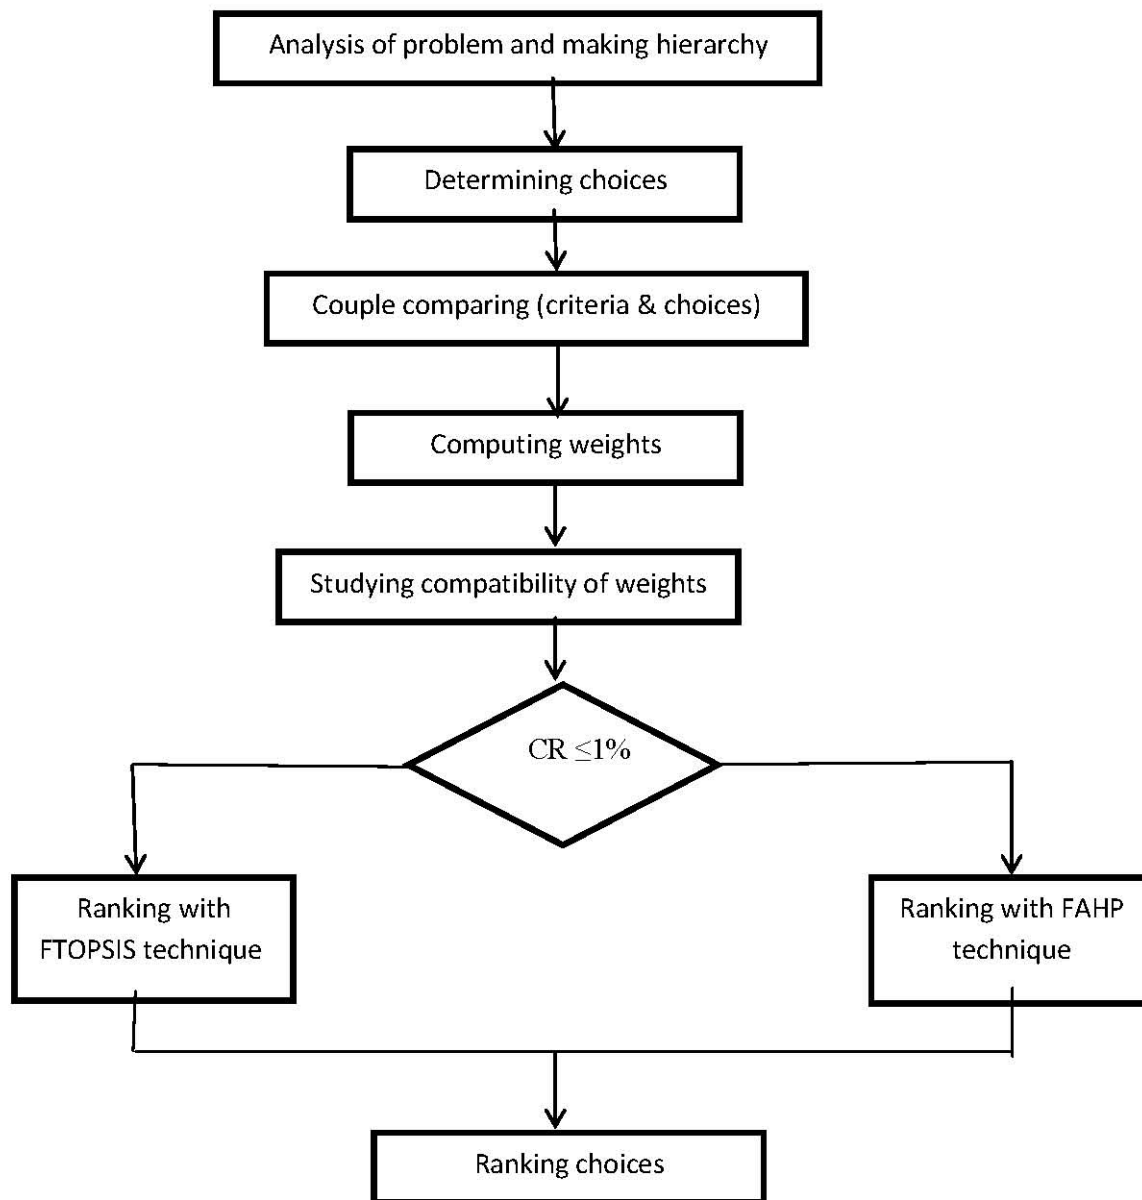 Analysis of problem and making hierarchy
Determining choices
Couple comparing (criteria & choices)
Computing weights
Studying compatibility of weights
CR ≤1%
Ranking with
FTOPSIS technique
Ranking with FAHP
technique
Ranking choices